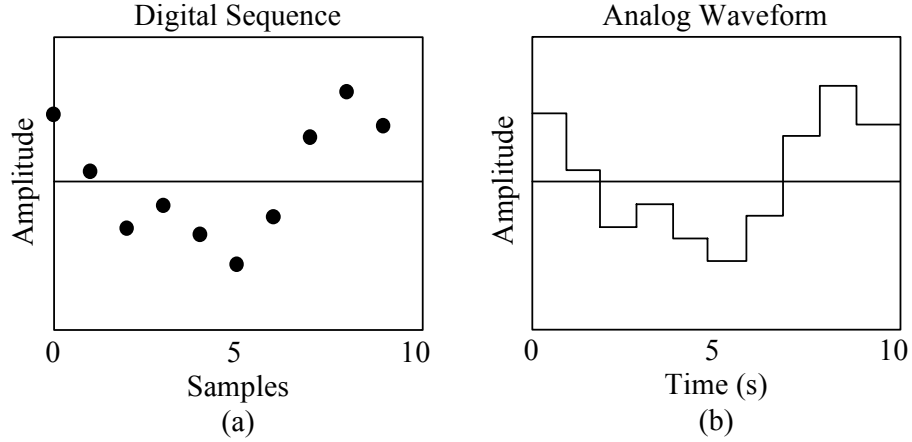 Digital Sequence
Amplitude
0 5 10
Samples
(a)
Analog Waveform
Amplitude
0 5 10
Time (s)
(b)